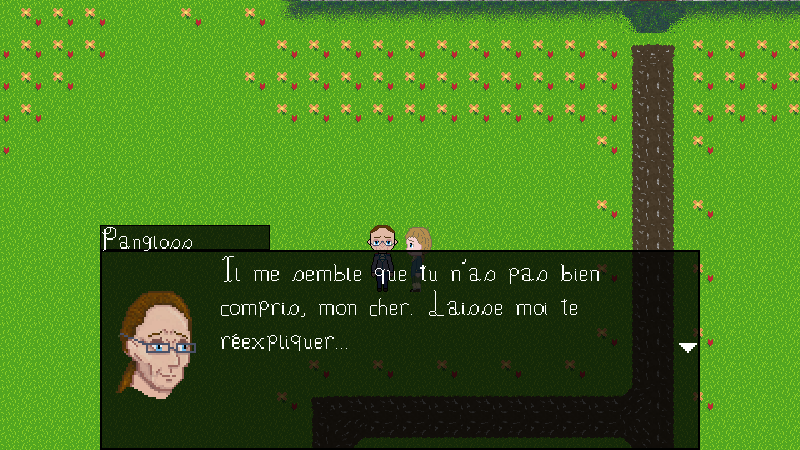 Pangloss
Il me semble que tu n'as pas bien
compris, mon cher. Laisse moi te
réexpliquer...